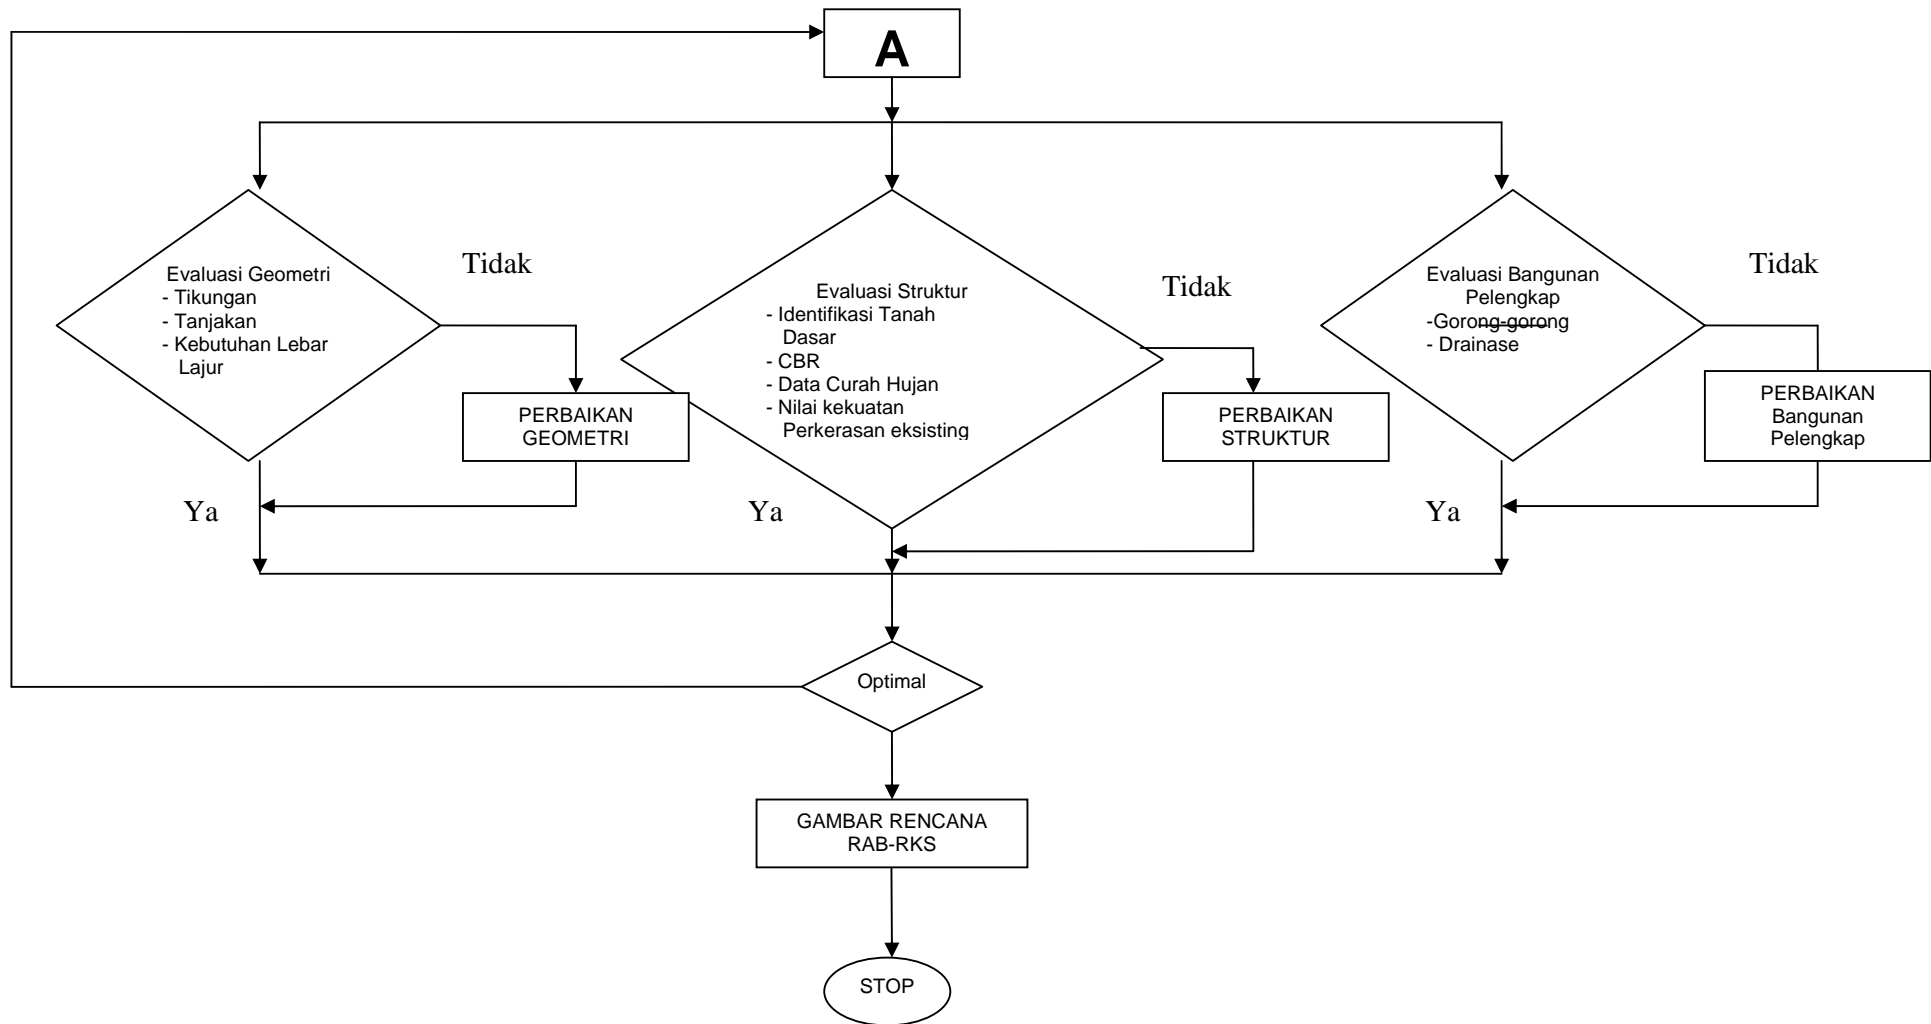 A
Evaluasi Geometri
- Tikungan
- Tanjakan
- Kebutuhan Lebar
Lajur
Tidak
PERBAIKAN
GEOMETRI
Ya
Evaluasi Struktur
- Identifikasi Tanah
Dasar
- CBR
- Data Curah Hujan
- Nilai kekuatan
Perkerasan eksisting
Tidak
PERBAIKAN
STRUKTUR
Ya
Evaluasi Bangunan
Pelengkap
-Gorong-gorong
- Drainase
Tidak
PERBAIKAN
Bangunan
Pelengkap
Ya
Optimal
GAMBAR RENCANA
RAB-RKS
STOP